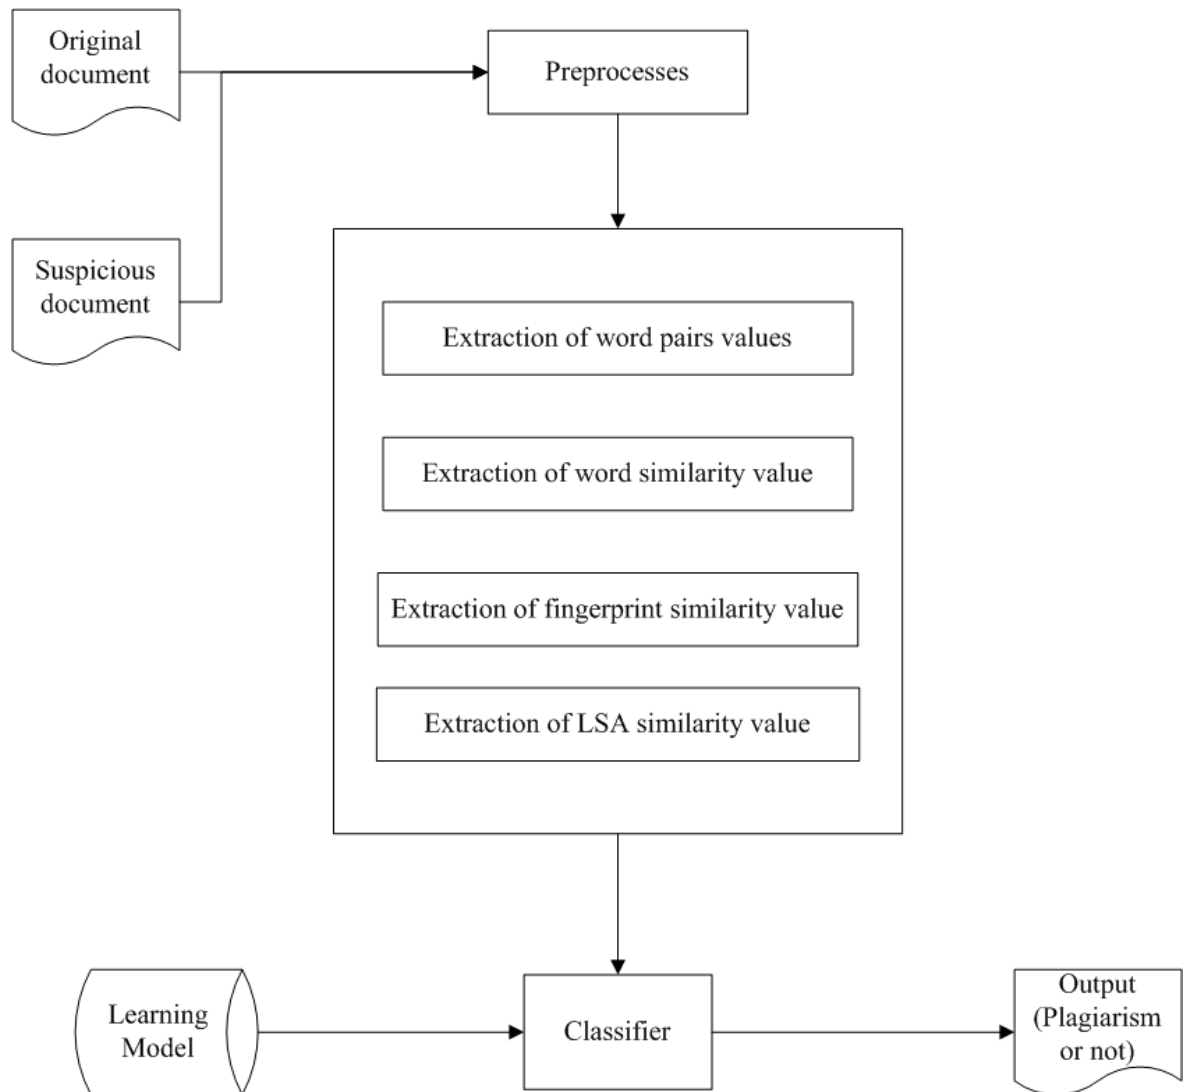 Original
document
Preprocesses
Suspicious
document
Extraction of word pairs values
Extraction of word similarity value
Extraction of fingerprint similarity value
Extraction of LSA similarity value
Learning
Model
Classifier
Output
(Plagiarism
or not)